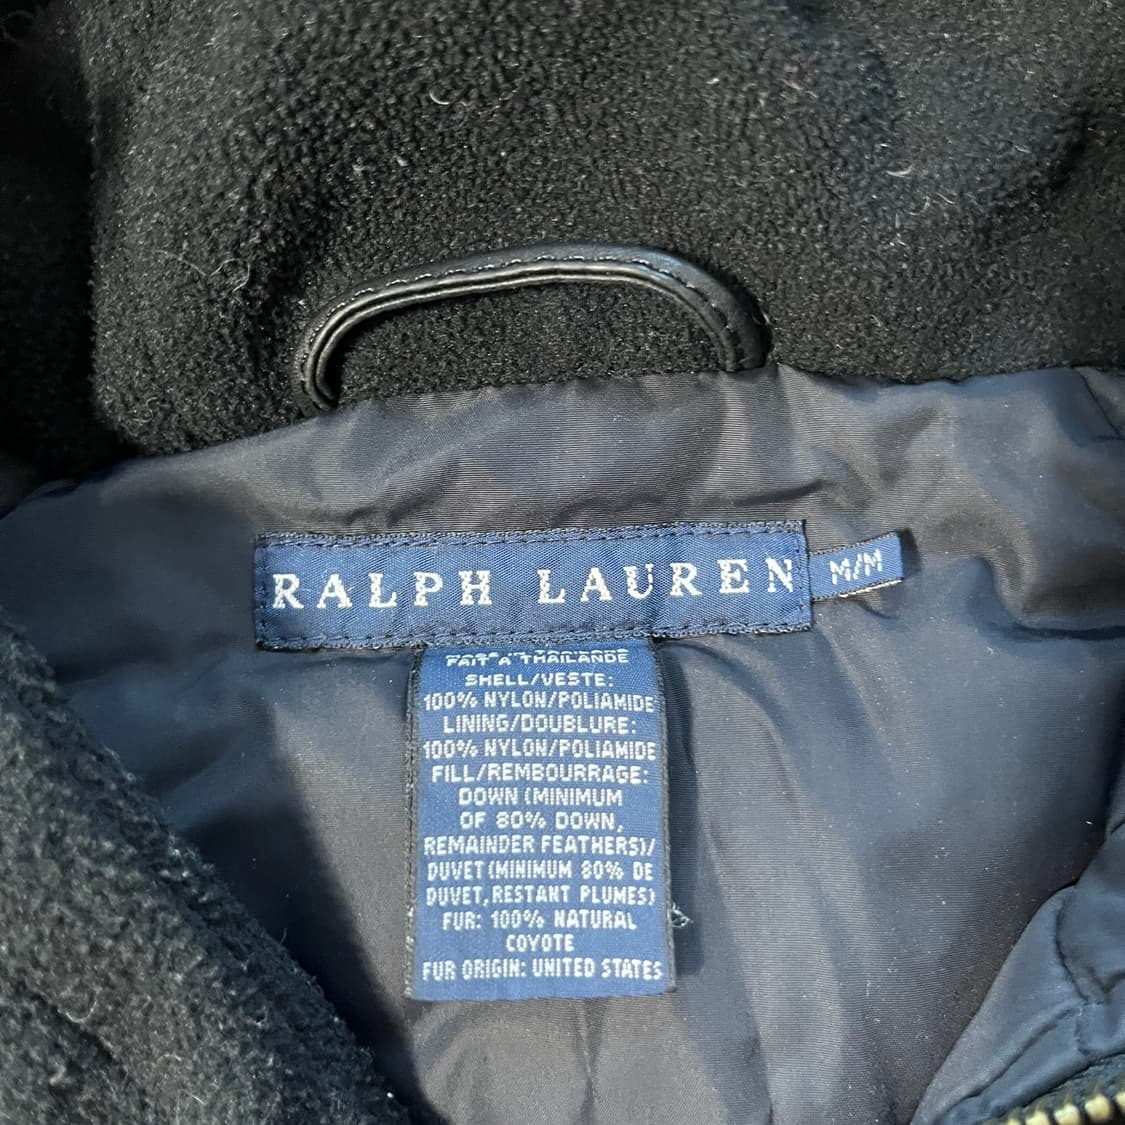 RALPH LAUREN
M/M
FAIT A THAILANDE
SHELL/VESTE:
100% NYLON/POLIAMIDE
LINING/DOUBLURE:
100% NYLON/POLIAMIDE
FILL/REMBOURRAGE:
DOWN (MINIMUM
OF 80% DOWN,
REMAINDER FEATHERS)/
DUVET (MINIMUM 80% DE
DUVET,RESTANT PLUMES)
FUR: 100% NATURAL
COYOTE
FUR ORIGIN: UNITED STATES